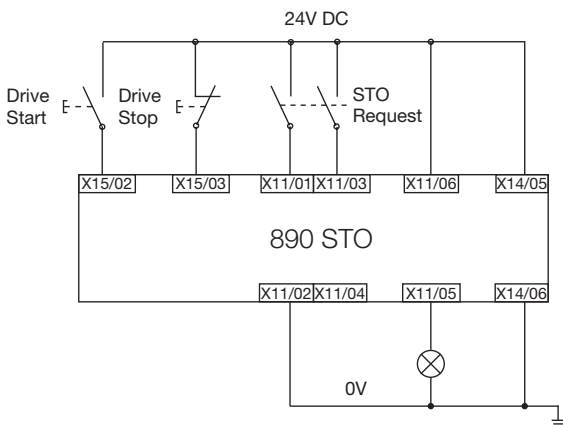 24V DC
Drive
Start
Drive
Stop
STO
Request
X15/02
X15/03
X11/01
X11/03
X11/06
X14/05
890 STO
X11/02
X11/04
X11/05
X14/06
0V